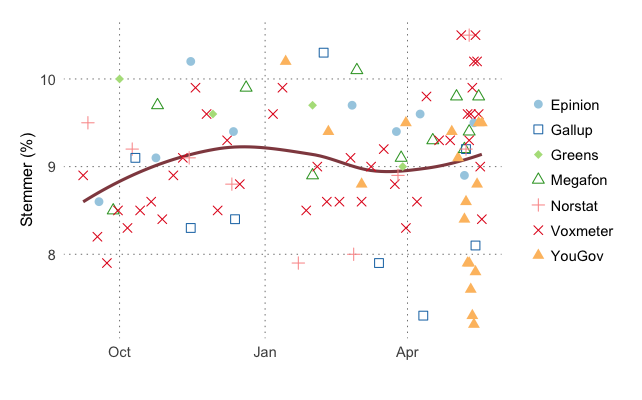 Stemmer (%)
10
9
8
Oct
Jan
Apr
Epinion
Gallup
Greens
Megafon
Norstat
Voxmeter
YouGov